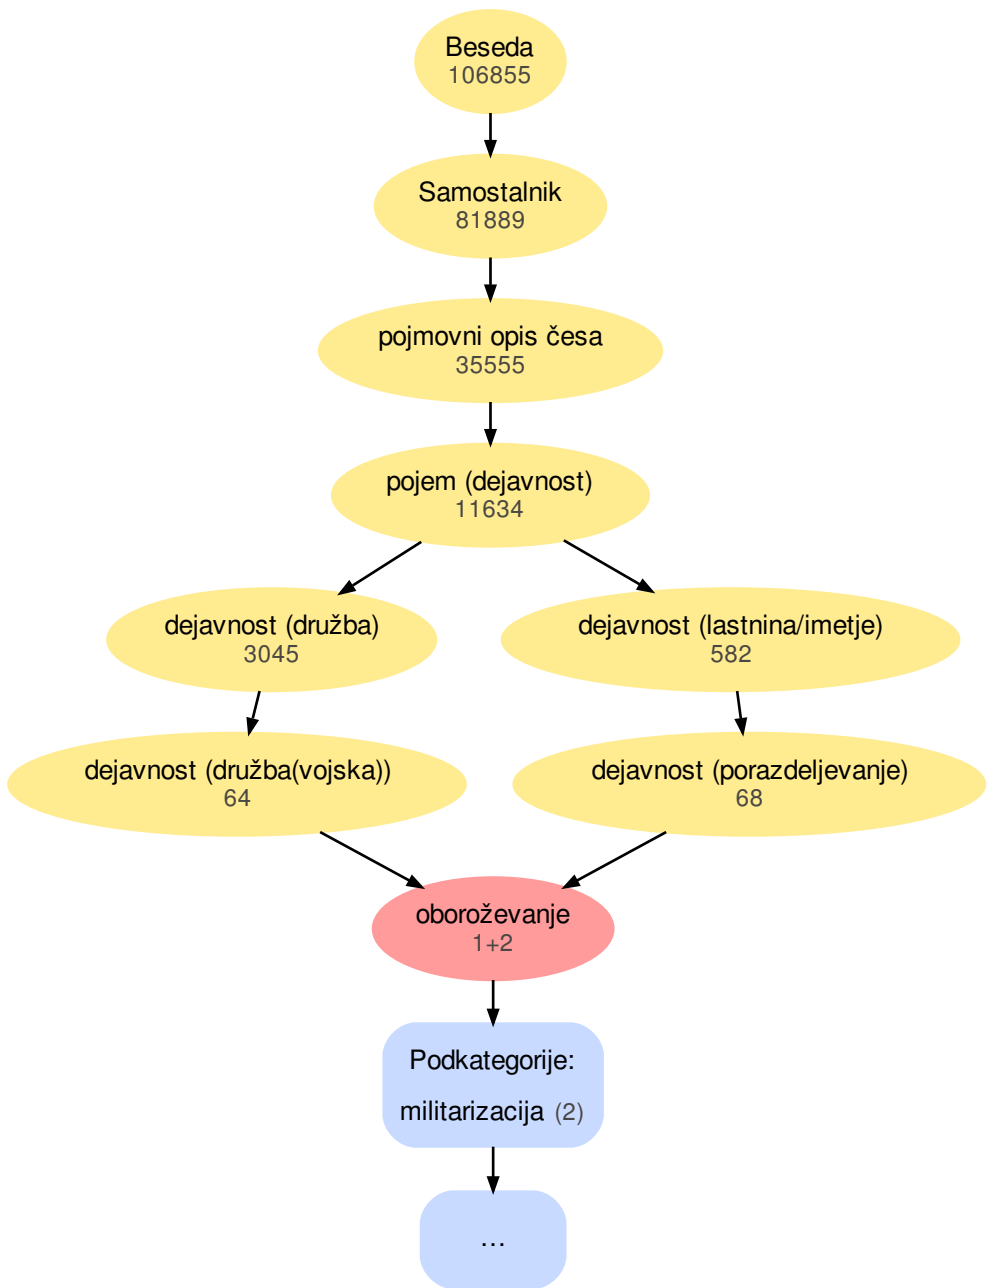 Beseda
106855
Samostalnik
81889
pojmovni opis česa
35555
pojem (dejavnost)
11634
dejavnost (družba)
3045
dejavnost (lastnina/imetje)
582
dejavnost (družba(vojska))
64
dejavnost (porazdeljevanje)
68
oboroževanje
1+2
Podkategorije:
militarizacija (2)
...